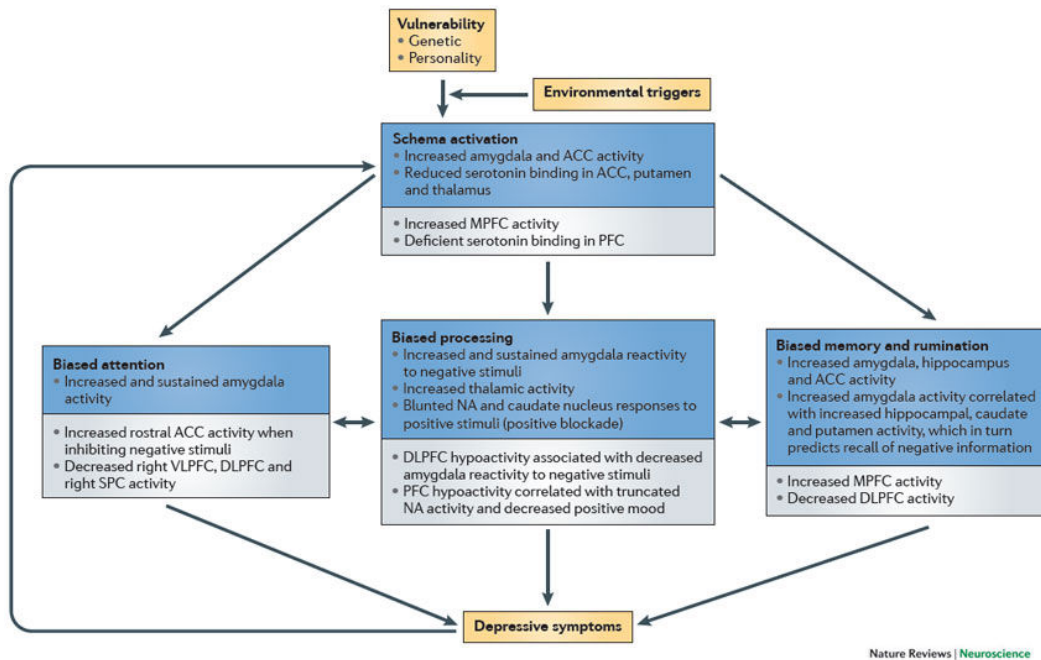 Vulnerability
• Genetic
• Personality
Environmental triggers
Schema activation
• Increased amygdala and ACC activity
• Reduced serotonin binding in ACC, putamen
and thalamus
• Increased MPFC activity
• Deficient serotonin binding in PFC
Biased attention
• Increased and sustained amygdala
activity
• Increased rostral ACC activity when
inhibiting negative stimuli
• Decreased right VLPFC, DLPFC and
right SPC activity
Biased processing
• Increased and sustained amygdala reactivity
to negative stimuli
• Increased thalamic activity
• Blunted NA and caudate nucleus responses to
positive stimuli (positive blockade)
• DLPFC hypoactivity associated with decreased
amygdala reactivity to negative stimuli
• PFC hypoactivity correlated with truncated
NA activity and decreased positive mood
Biased memory and rumination
• Increased amygdala, hippocampus
and ACC activity
• Increased amygdala activity correlated
with increased hippocampal, caudate
and putamen activity, which in turn
predicts recall of negative information
• Increased MPFC activity
• Decreased DLPFC activity
Depressive symptoms
Nature Reviews | Neuroscience